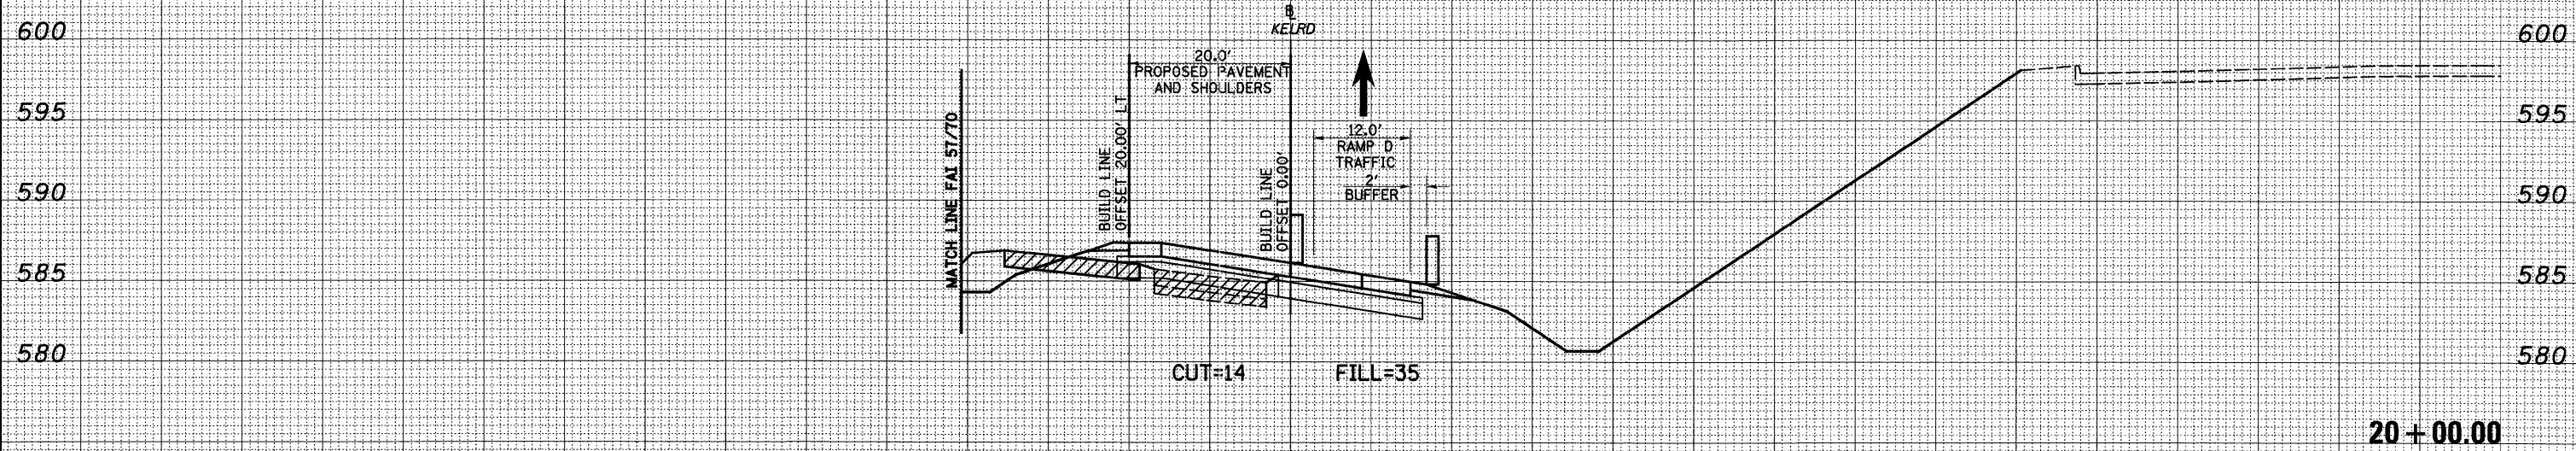 600
595
590
585
580
MATCH LINE FAI 57/70
BUILD LINE
OFFSET 20.00' LT
20.0'
PROPOSED PAVEMENT
AND SHOULDERS
BL
KELRD
BUILD LINE
OFFSET 0.00'
12.0'
RAMP D
TRAFFIC
2'
BUFFER
CUT=14
FILL=35
600
595
590
585
580
20+00.00